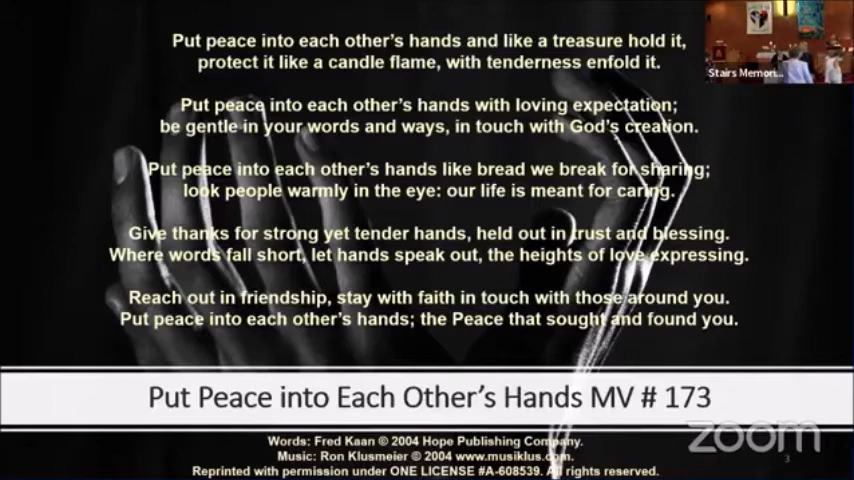 Put peace into each other's hands and like a treasure hold it,
protect it like a candle flame, with tenderness enfold it.
Put peace into each other's hands with loving expectation;
be gentle in your words and ways, in touch with God's creation.
Put peace into each other's hands like bread we break for sharing;
look people warmly in the eye: our life is meant for caring.
Give thanks for strong yet tender hands, held out in trust and blessing.
Where words fall short, let hands speak out, the heights of love expressing.
Reach out in friendship, stay with faith in touch with those around you.
Put peace into each other's hands; the Peace that sought and found you.
Stairs Memori...
Put Peace into Each Other's Hands MV # 173
Words: Fred Kaan © 2004 Hope Publishing Company.
Music: Ron Klusmeier © 2004 www.musiklus.com.
Reprinted with permission under ONE LICENSE #A-608539. All rights reserved.
zoom
3